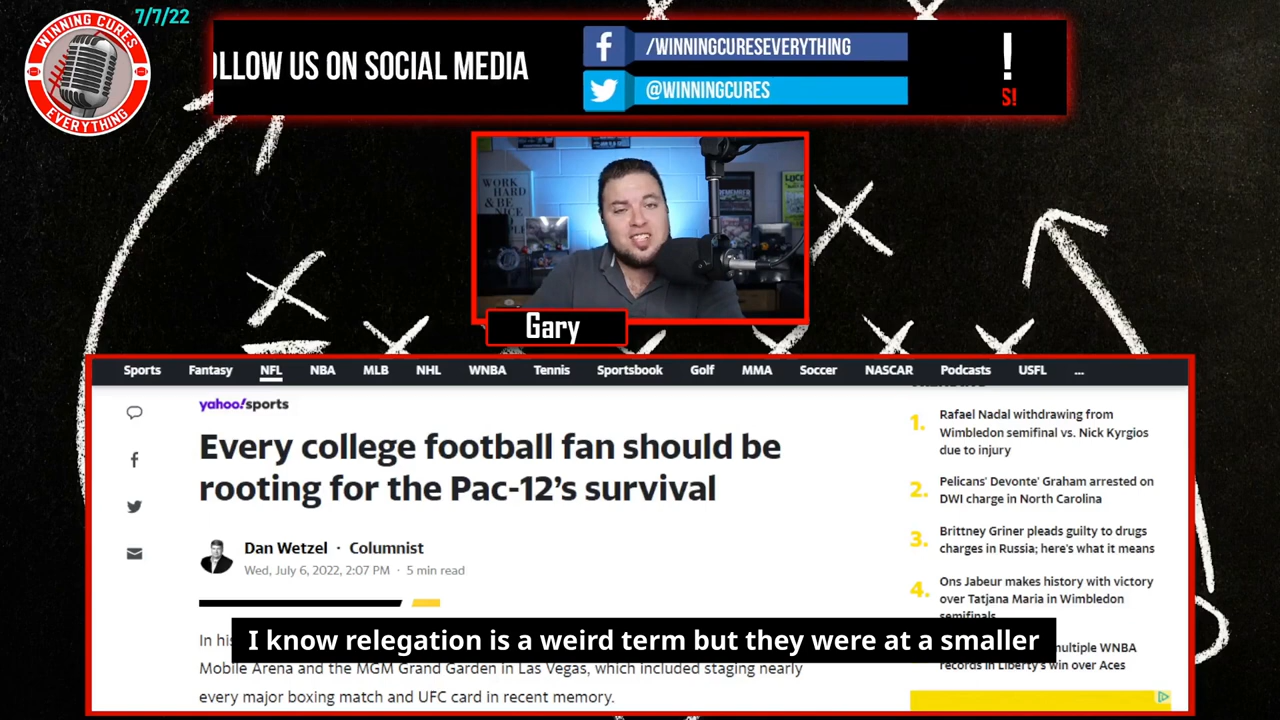 7/7/22
WINNING CURES
EVERYTHING
OLLOW US ON SOCIAL MEDIA
/WINNINGCURESEVERYTHING
@WINNINGCURES
!
S!
WORK
HARD
& BE
NICE
Gary
Sports Fantasy NFL NBA MLB NHL WNBA Tennis Sportsbook Golf MMA Soccer NASCAR Podcasts USFL ...
yahoo!sports
Every college football fan should be
rooting for the Pac-12’s survival
Dan Wetzel · Columnist
Wed, July 6, 2022, 2:07 PM · 5 min read
In his
Mobile Arena and the MGM Grand Garden in Las Vegas, which included staging nearly
every major boxing match and UFC card in recent memory.
1. Rafael Nadal withdrawing from
Wimbledon semifinal vs. Nick Kyrgios
due to injury
2. Pelicans' Devonte' Graham arrested on
DWI charge in North Carolina
3. Brittney Griner pleads guilty to drugs
charges in Russia; here's what it means
4. Ons Jabeur makes history with victory
over Tatjana Maria in Wimbledon
semifinals
multiple WNBA
records in Liberty's win over Aces
I know relegation is a weird term but they were at a smaller